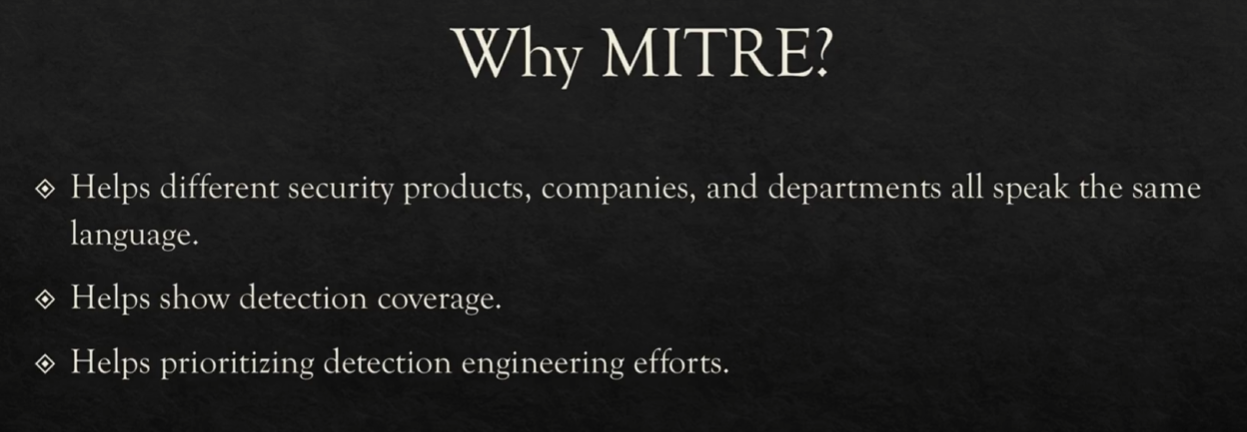 Why MITRE?
Helps different security products, companies, and departments all speak the same
language.
Helps show detection coverage.
Helps prioritizing detection engineering efforts.